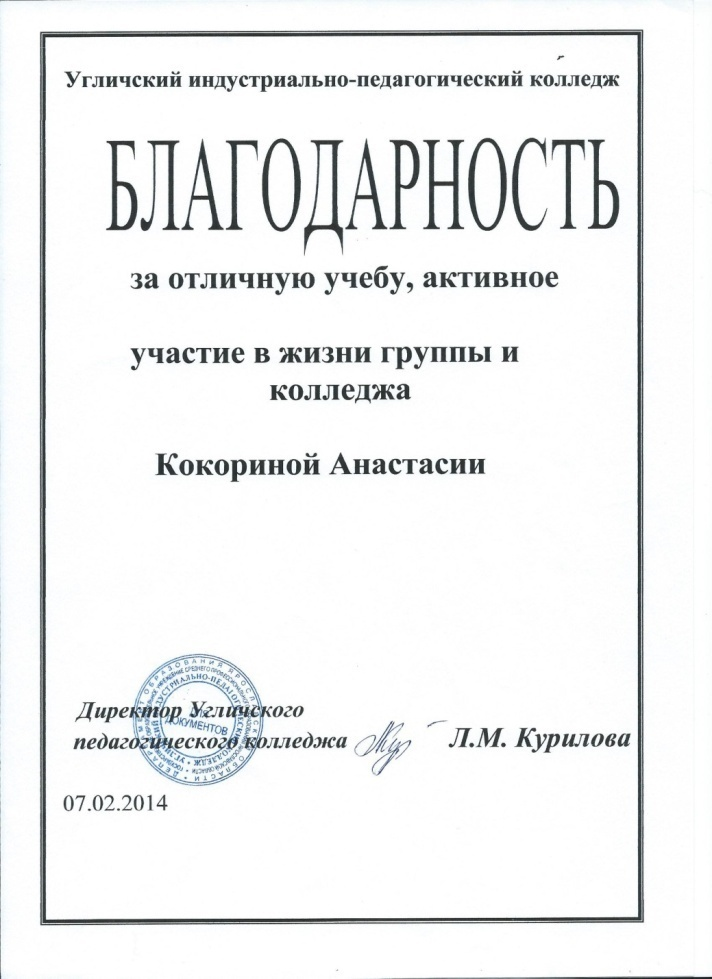 Угличский индустриально-педагогический колледж
БЛАГОДАРНОСТЬ
за отличную учебу, активное
участие в жизни группы и
колледжа
Кокориной Анастасии
Директор Угличского
педагогического колледжа Л.М. Курилова
ДОКУМЕНТОВ
07.02.2014